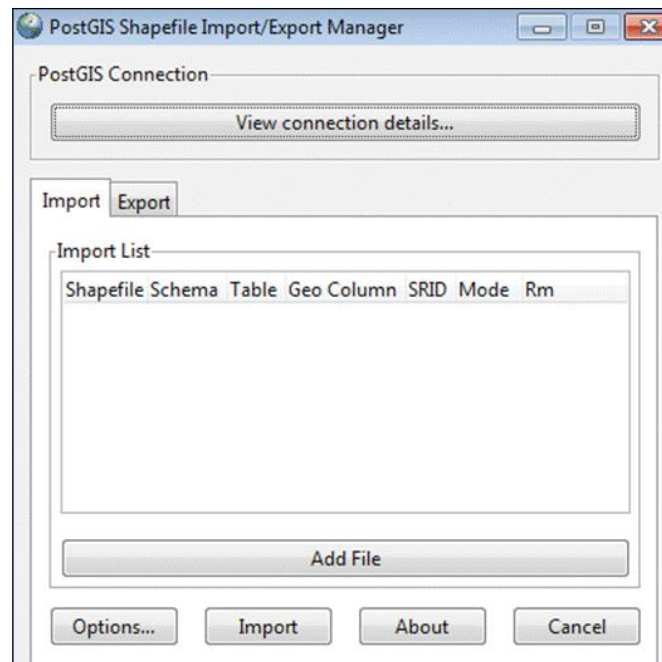 PostGIS Shapefile Import/Export Manager
PostGIS Connection
View connection details...
Import Export
Import List
Shapefile Schema Table Geo Column SRID Mode Rm
Add File
Options... Import About Cancel